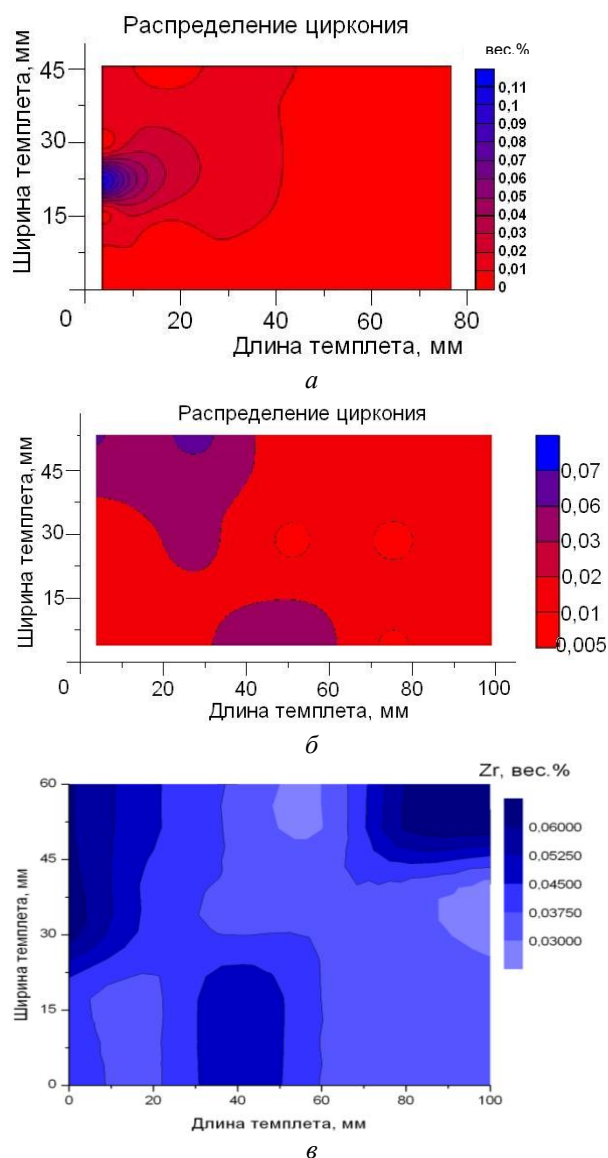 Распределение циркония
вес.%
Ширина темплета, мм
45
30
15
0,11
0,1
0,09
0,08
0,07
0,06
0,05
0,04
0,03
0,02
0,01
0
0 20 40 60 80
Длина темплета, мм
а
Распределение циркония
Ширина темплета, мм
45
30
15
0,07
0,06
0,03
0,02
0,01
0,005
0 20 40 60 80 100
Длина темплета, мм
б
Zr, вес.%
Ширина темплета, мм
60
45
30
15
0
0,06000
0,05250
0,04500
0,03750
0,03000
0 20 40 60 80 100
Длина темплета, мм
в